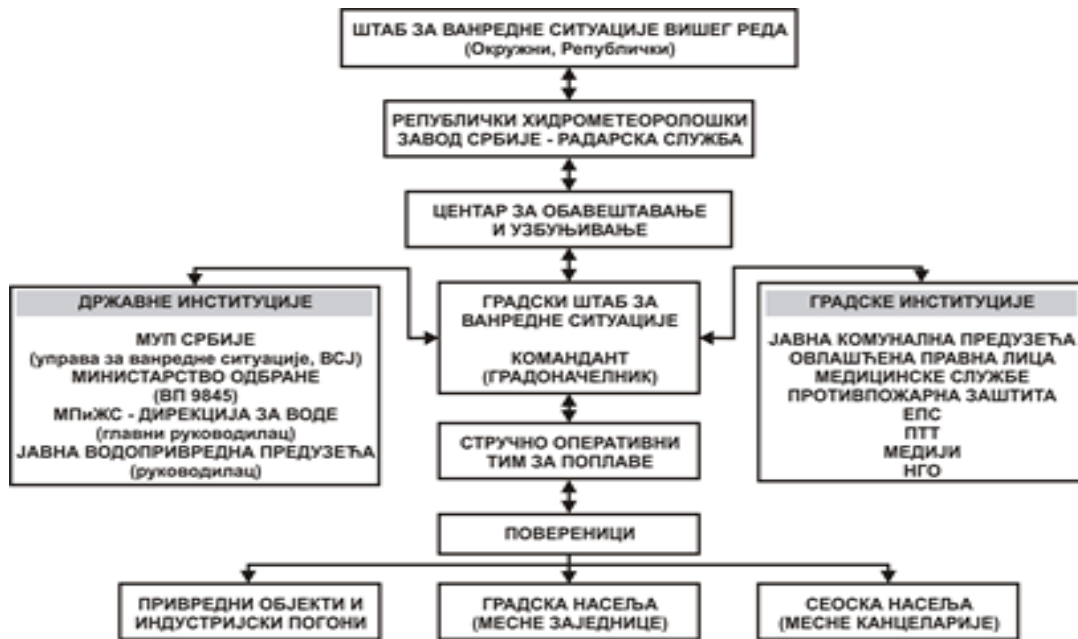 ШТАБ ЗА ВАНРЕДНЕ СИТУАЦИЈЕ ВИШЕГ РЕДА
(Окружни, Републички)
РЕПУБЛИЧКИ ХИДРОМЕТЕОРОЛОШКИ
ЗАВОД СРБИЈЕ - РАДАРСКА СЛУЖБА
ЦЕНТАР ЗА ОБАВЕШТАВАЊЕ
И УЗБУЊИВАЊЕ
ДРЖАВНЕ ИНСТИТУЦИЈЕ
МУП СРБИЈЕ
(управа за ванредне ситуације, ВСЈ)
МИНИСТАРСТВО ОДБРАНЕ
(ВП 9845)
МПиЖС - ДИРЕКЦИЈА ЗА ВОДЕ
(главни руководилац)
ЈАВНА ВОДОПРИВРЕДНА ПРЕДУЗЕЋА
(руководилац)
ГРАДСКИ ШТАБ ЗА
ВАНРЕДНЕ СИТУАЦИЈЕ
КОМАНДАНТ
(ГРАДОНАЧЕЛНИК)
ГРАДСКЕ ИНСТИТУЦИЈЕ
ЈАВНА КОМУНАЛНА ПРЕДУЗЕЋА
ОВЛАШЋЕНА ПРАВНА ЛИЦА
МЕДИЦИНСКЕ СЛУЖБЕ
ПРОТИВПОЖАРНА ЗАШТИТА
ЕПС
ПТТ
МЕДИЈИ
НГО
СТРУЧНО ОПЕРАТИВНИ
ТИМ ЗА ПОПЛАВЕ
ПОВЕРЕНИЦИ
ПРИВРЕДНИ ОБЈЕКТИ И
ИНДУСТРИЈСКИ ПОГОНИ
ГРАДСКА НАСЕЉА
(МЕСНЕ ЗАЈЕДНИЦЕ)
СЕОСКА НАСЕЉА
(МЕСНЕ КАНЦЕЛАРИЈЕ)